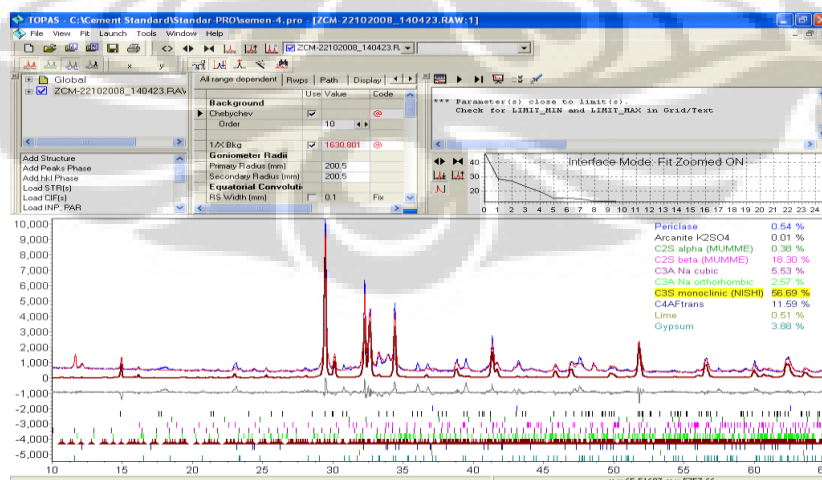 TOPAS - C:\Cement Standard\Standar-PRO\semen-4.pro - [ZCM-22102008_140423.RAW:1]
File View Fit Launch Tools Window Help
ZCM-22102008_140423.R
x y
Global
ZCM-22102008_140423.RAW
All range dependent Rwps Path Display
Use Value Code
Background
Chebychev @
Order 10
1/X Bkg 1630.801 @
Goniometer Radii
Primary Radius (mm) 200.5
Secondary Radius (mm) 200.5
Equatorial Convoluti
RS Width (mm) 0.1 Fix
Add Structure
Add Peaks Phase
Add hkl Phase
Load STR(s)
Load CIF(s)
Load INP, PAR
*** Parameter(s) close to limit(s).
Check for LIMIT_MIN and LIMIT_MAX in Grid/Text
Interface Mode: Fit Zoomed ON
40
30
20
0 1 2 3 4 5 6 7 8 9 10 11 12 13 14 15 16 17 18 19 20 21 22 23 24
Periclase 0.54 %
Arcanite K2SO4 0.01 %
C2S alpha (MUMME) 0.38 %
C2S beta (MUMME) 18.30 %
C3A Na cubic 5.53 %
C3A Na orthorhombic 2.57 %
C3S monoclinic (NISHI) 56.69 %
C4AFtrans 11.59 %
Lime 0.51 %
Gypsum 3.88 %
10,000
9,000
8,000
7,000
6,000
5,000
4,000
3,000
2,000
1,000
0
-1,000
-2,000
-3,000
-4,000
-5,000
10 15 20 25 30 35 40 45 50 55 60